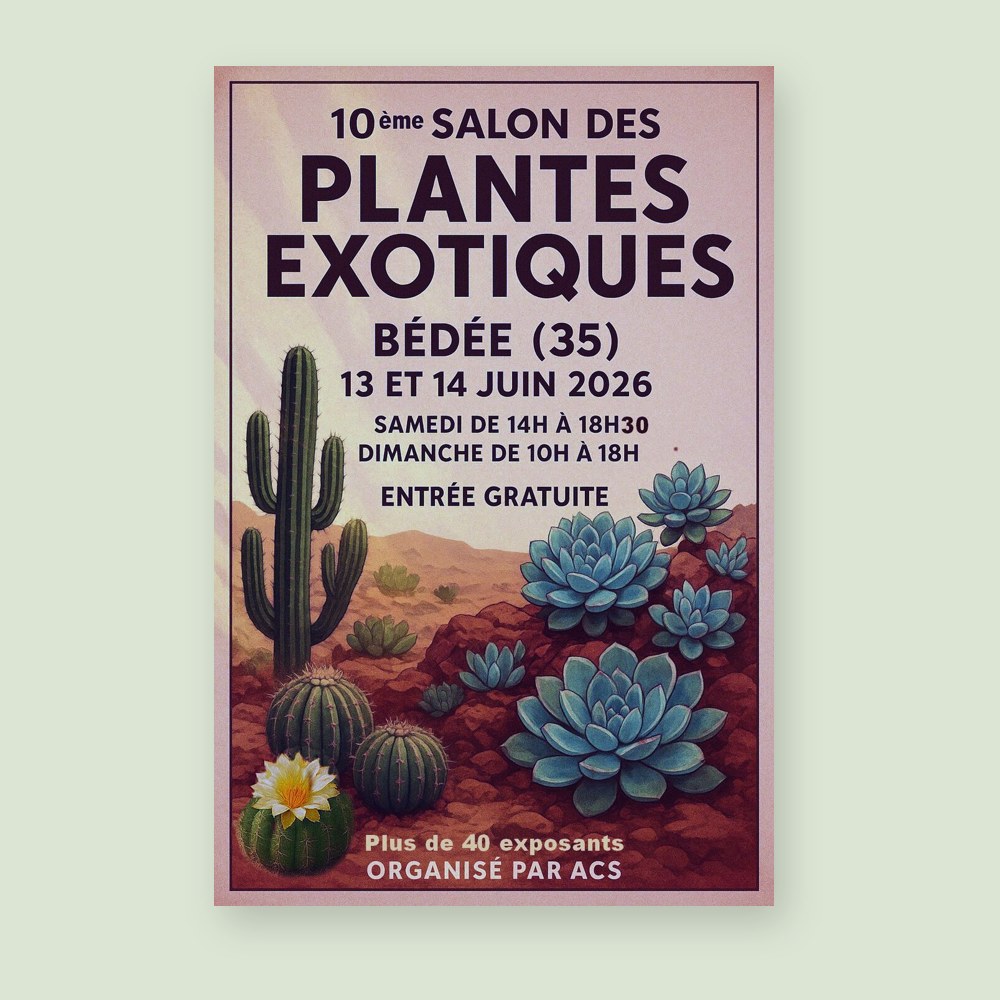 10ème SALON DES
PLANTES
EXOTIQUES
BÉDÉE (35)
13 ET 14 JUIN 2026
SAMEDI DE 14H À 18H30
DIMANCHE DE 10H À 18H
ENTRÉE GRATUITE
Plus de 40 exposants
ORGANISÉ PAR ACS